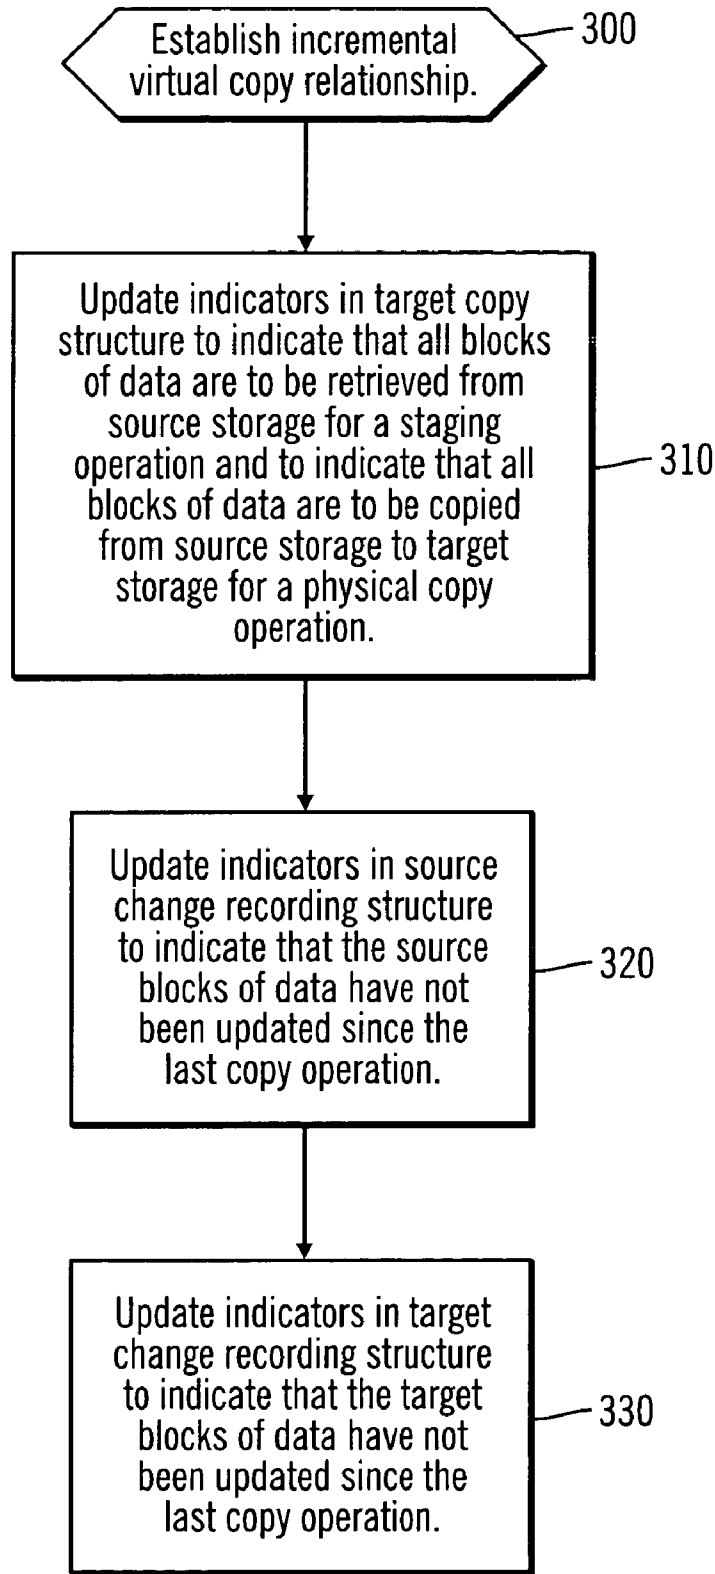 Establish incremental
virtual copy relationship.
300
Update indicators in target copy
structure to indicate that all blocks
of data are to be retrieved from
source storage for a staging
operation and to indicate that all
blocks of data are to be copied
from source storage to target
storage for a physical copy
operation.
310
Update indicators in source
change recording structure
to indicate that the source
blocks of data have not
been updated since the
last copy operation.
320
Update indicators in target
change recording structure
to indicate that the target
blocks of data have not
been updated since the
last copy operation.
330